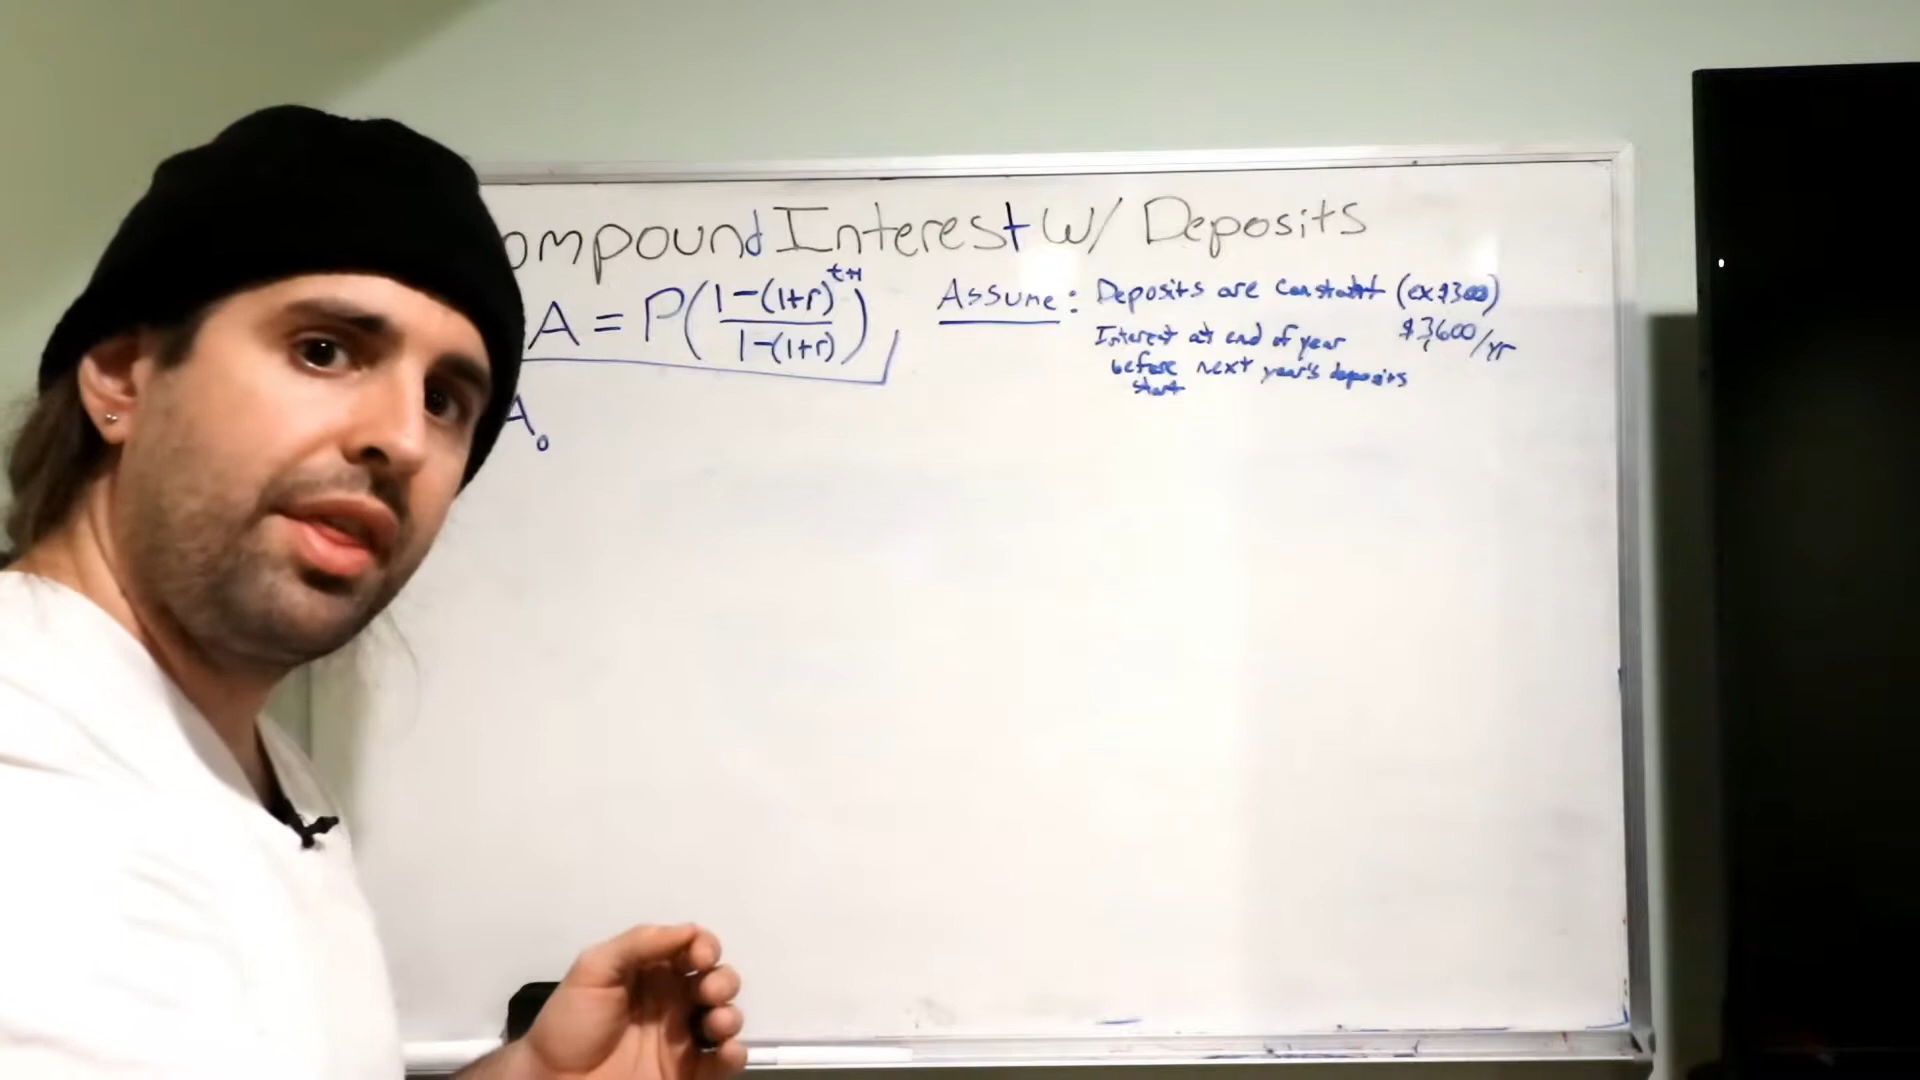 ompound Interest w/ Deposits
A = P(1-(1+r)^t+1 / 1-(1+r))
Assume: Deposits are constant (ex $300)
$3600/yr
Interest at end of year
before next year's deposits
start
A₀